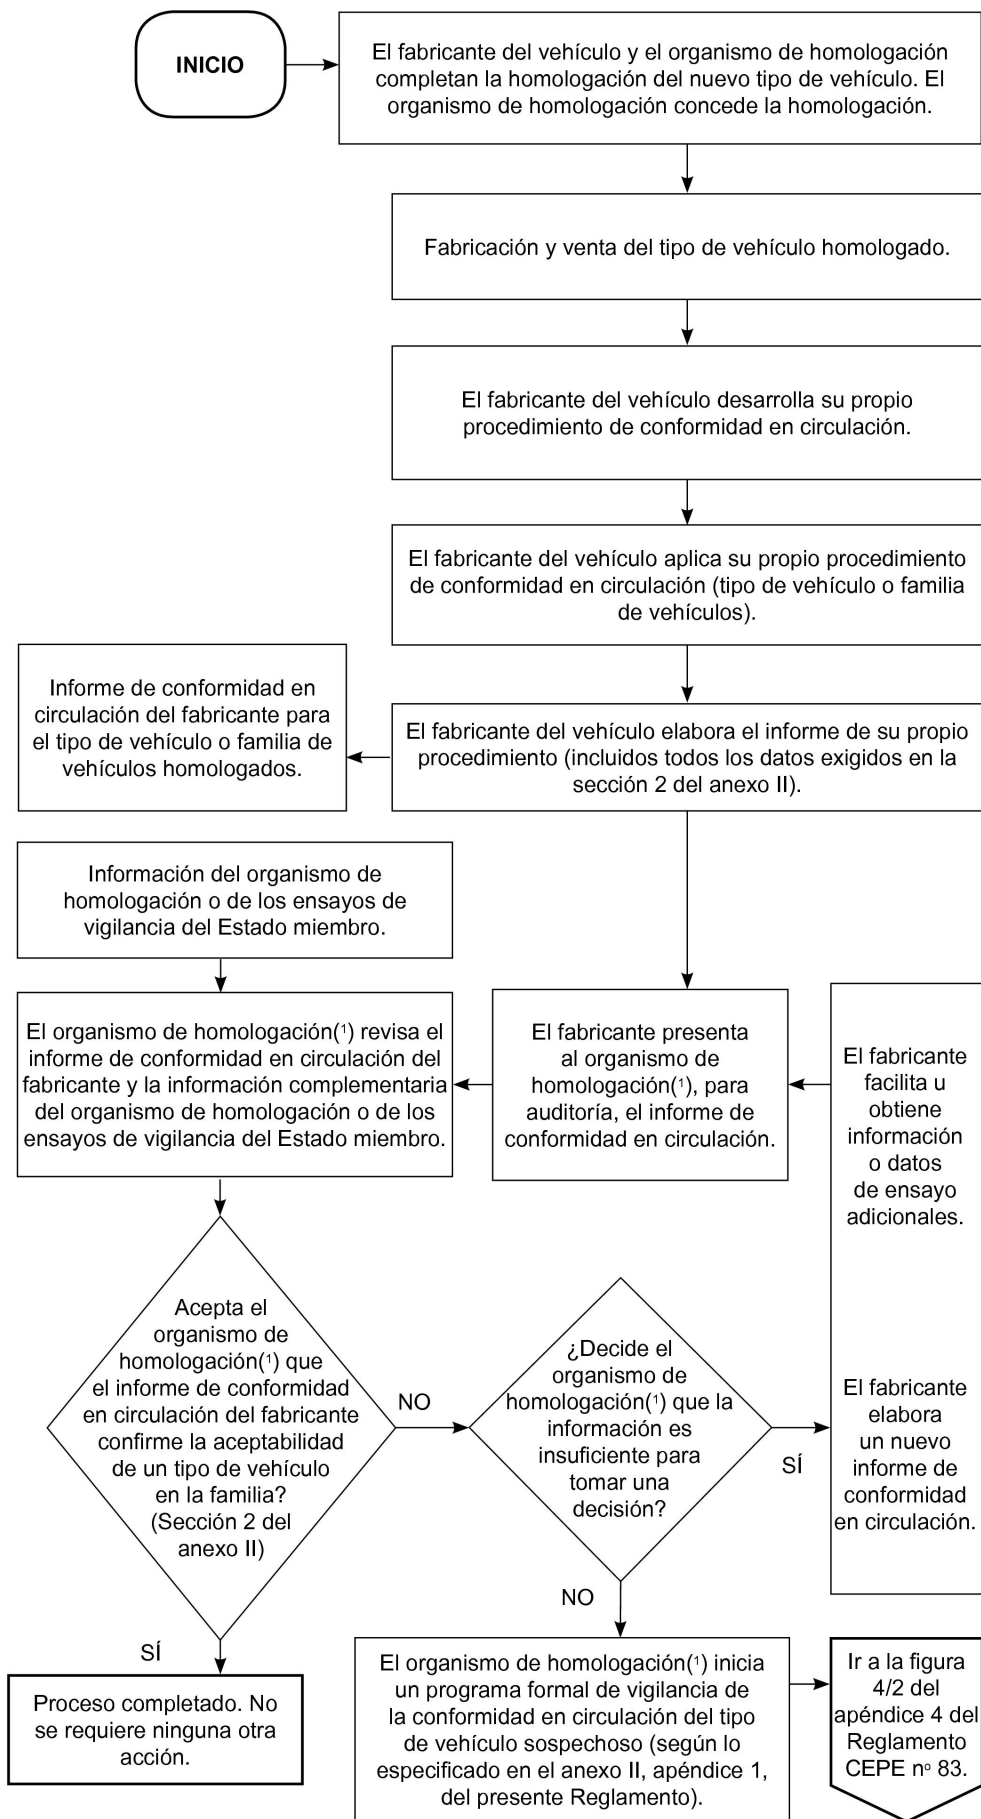 INICIO
El fabricante del vehículo y el organismo de homologación
completan la homologación del nuevo tipo de vehículo. El
organismo de homologación concede la homologación.
Fabricación y venta del tipo de vehículo homologado.
El fabricante del vehículo desarrolla su propio
procedimiento de conformidad en circulación.
El fabricante del vehículo aplica su propio procedimiento
de conformidad en circulación (tipo de vehículo o familia
de vehículos).
Informe de conformidad en
circulación del fabricante para
el tipo de vehículo o familia de
vehículos homologados.
El fabricante del vehículo elabora el informe de su propio
procedimiento (incluidos todos los datos exigidos en la
sección 2 del anexo II).
Información del organismo de
homologación o de los ensayos de
vigilancia del Estado miembro.
El organismo de homologación(¹) revisa el
informe de conformidad en circulación del
fabricante y la información complementaria
del organismo de homologación o de los
ensayos de vigilancia del Estado miembro.
El fabricante presenta
al organismo de
homologación(¹), para
auditoría, el informe de
conformidad en circulación.
El fabricante
facilita u
obtiene
información
o datos
de ensayo
adicionales.
El fabricante
elabora
un nuevo
informe de
conformidad
en circulación.
Acepta el
organismo de
homologación(¹) que
el informe de conformidad
en circulación del fabricante
confirme la aceptabilidad
de un tipo de vehículo
en la familia?
(Sección 2 del
anexo II)
NO
¿Decide el
organismo de
homologación(¹) que la
información es
insuficiente para
tomar una
decisión?
SÍ
NO
SÍ
Proceso completado. No
se requiere ninguna otra
acción.
El organismo de homologación(¹) inicia
un programa formal de vigilancia de
la conformidad en circulación del tipo
de vehículo sospechoso (según lo
especificado en el anexo II, apéndice 1,
del presente Reglamento).
Ir a la figura
4/2 del
apéndice 4 del
Reglamento
CEPE nº 83.